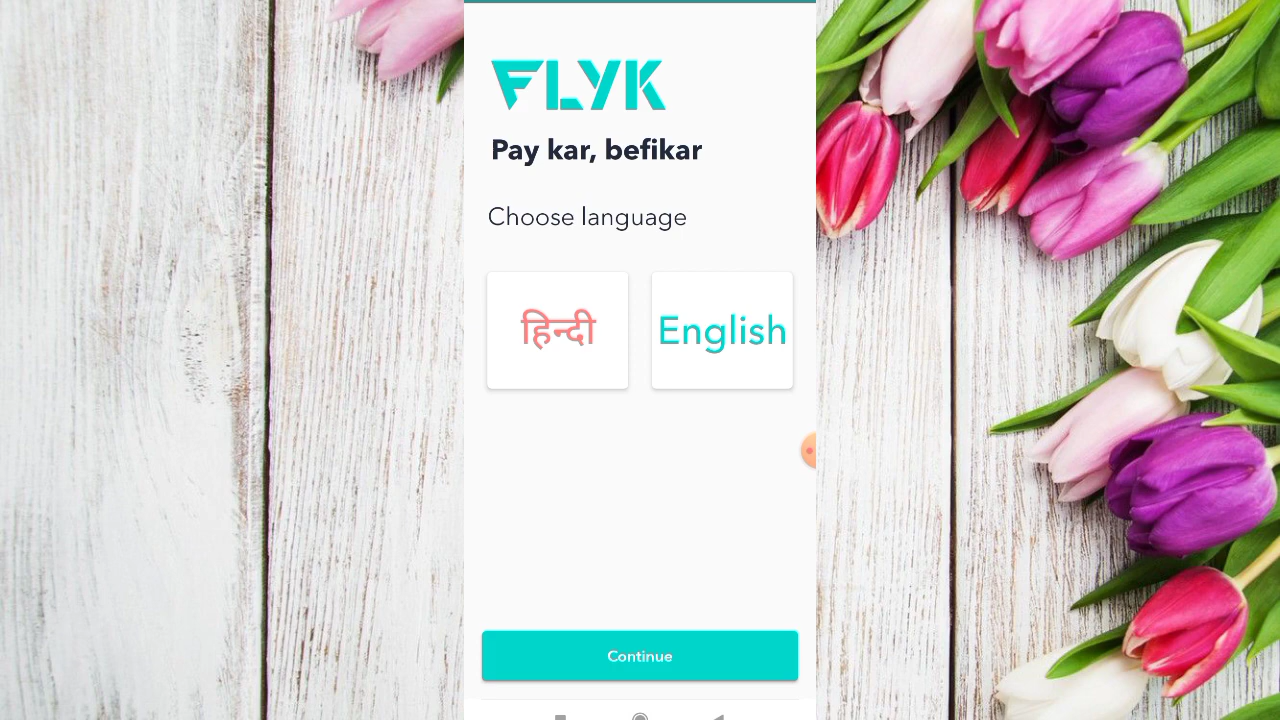 FLYK
Pay kar, befikar
Choose language
हिन्दी English
Continue